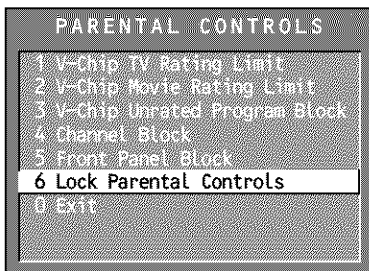 PARENTAL CONTROLS
1 V-Chip TV Rating Limit
2 V-Chip Movie Rating Limit
3 V-Chip Unrated Program Block
4 Channel Block
5 Front Panel Block
6 Lock Parental Controls
0 Exit